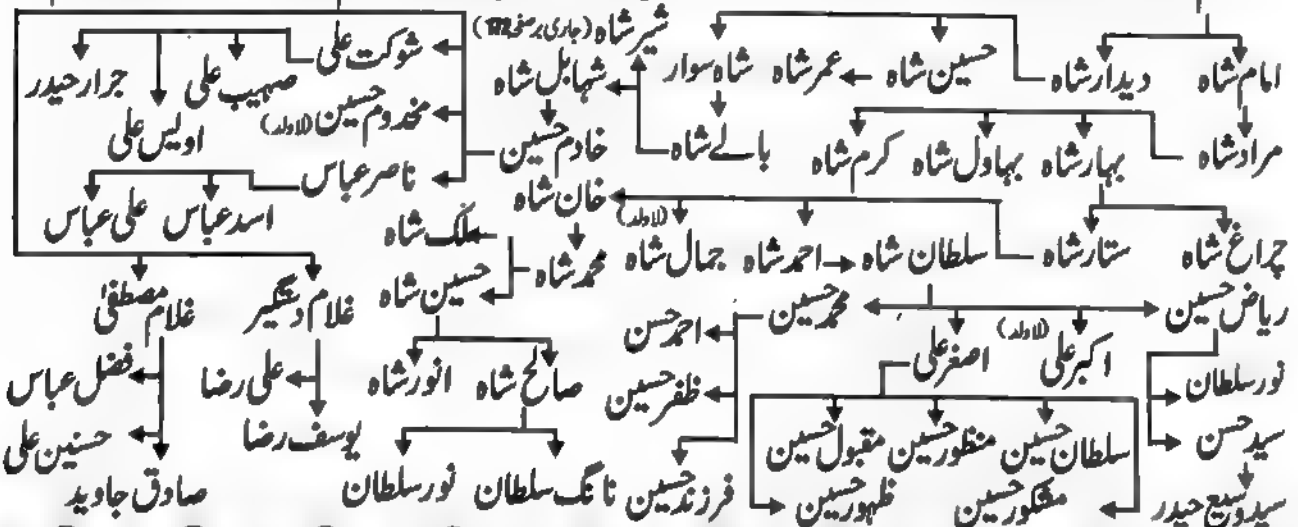 شیر شاہ (جاری بر صفحہ 172)
امام شاہ دیدار شاہ حسین شاہ عمر شاہ شاہ سوار شہابل شاہ شوکت علی صہیب علی جرار حیدر
مخدوم حسین (لاولد) اویس علی
مراد شاہ بہار شاہ بہاول شاہ کرم شاہ بالے شاہ خادم حسین ناصر عباس
خان شاہ اسد عباس علی عباس
چراغ شاہ ستار شاہ سلطان شاہ احمد شاہ جمال شاہ (لاولد) محمد شاہ ملک شاہ
ریاض حسین اکبر علی (لاولد) اصغر علی محمد حسین حسین شاہ غلام دستگیر غلام مصطفیٰ
احمد حسن
نور سلطان ظفر حسین صالح شاہ انور شاہ علی رضا فضل عباس
سید حسن سلطان حسین منظور حسین مقبول حسین یوسف رضا حسنین علی
سید وسیع حیدر مشکور حسین ظہور حسین فرزند حسین نانگ سلطان نور سلطان صادق جاوید